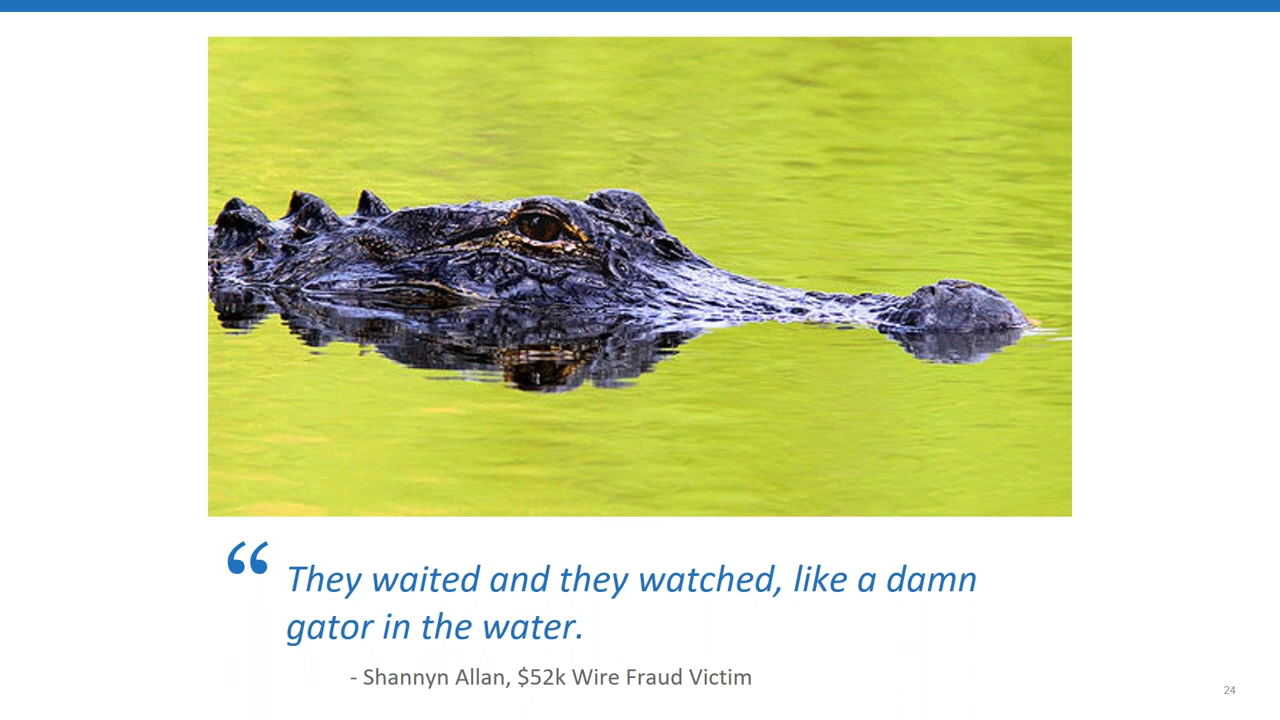 “ They waited and they watched, like a damn
gator in the water.
- Shannyn Allan, $52k Wire Fraud Victim
24